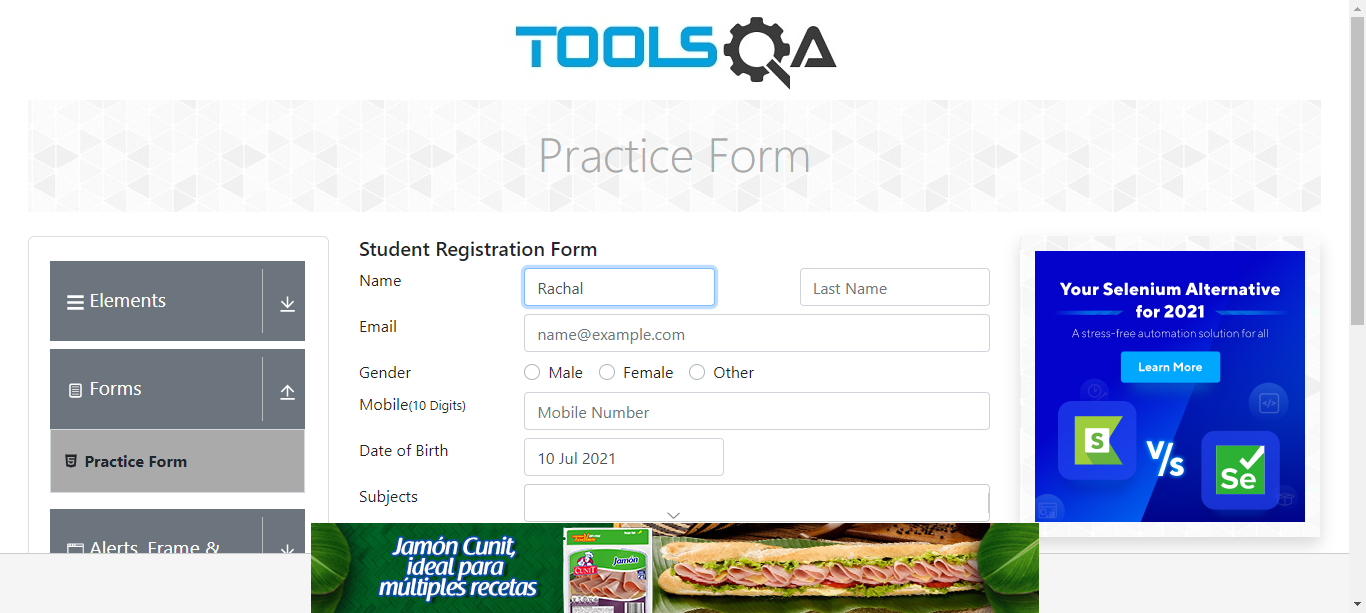 TOOLSQA
Practice Form
Elements
Forms
Practice Form
Alerts, Frame &
Student Registration Form
Name
Rachal
Last Name
Email
name@example.com
Gender
Male
Female
Other
Mobile(10 Digits)
Mobile Number
Date of Birth
10 Jul 2021
Subjects
Your Selenium Alternative
for 2021
A stress-free automation solution for all
Learn More
S
V/s
Se
Jamón Cunit,
ideal para
múltiples recetas
CUNIT
Jamón